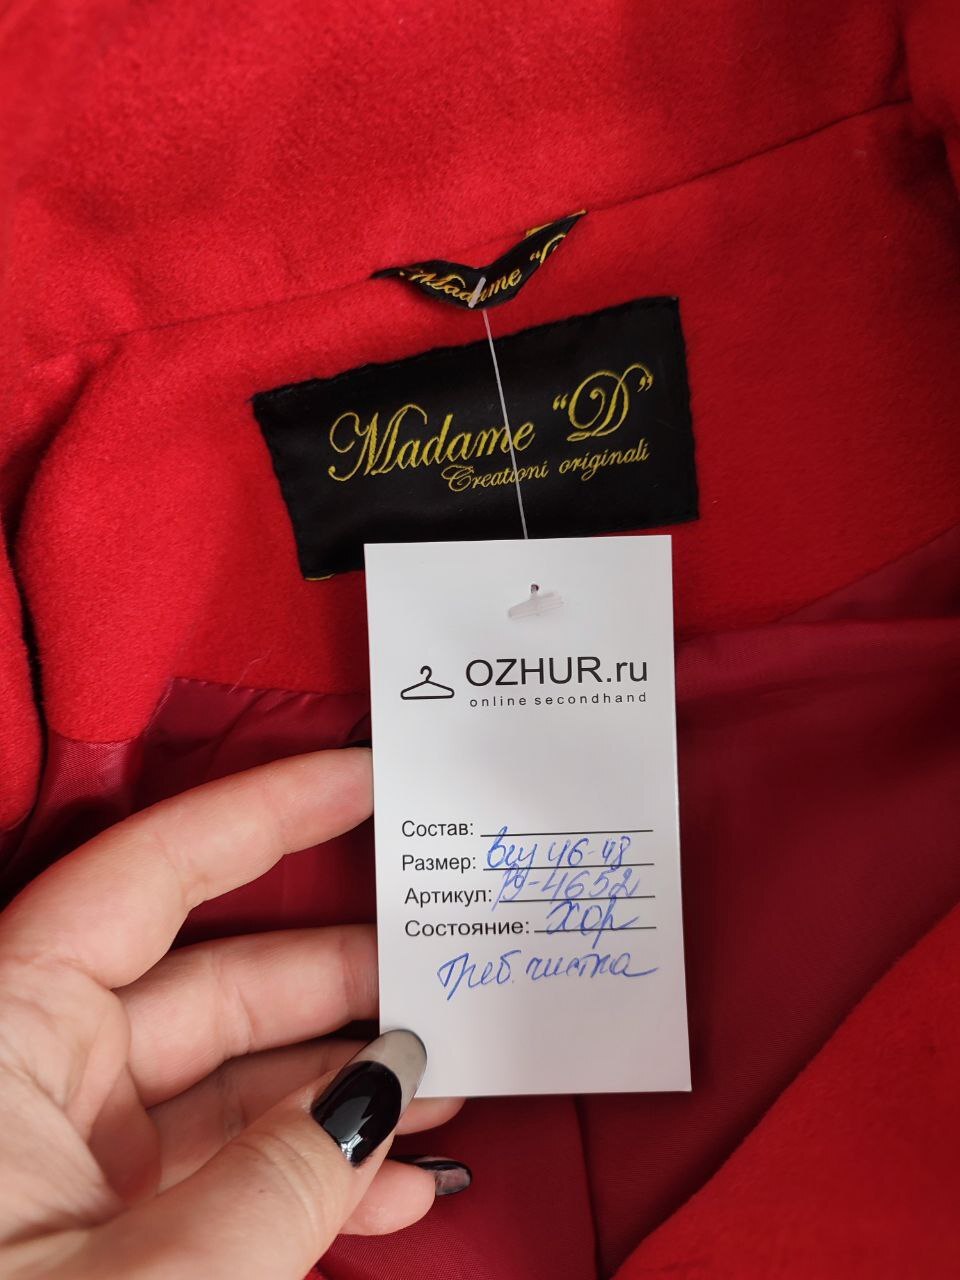 Madame "D
Madame "D"
Creationi originali
OZHUR.ru
online secondhand
Состав:
Размер: 46-48
Артикул: 19-4652
Состояние: Хор
Треб. чистка